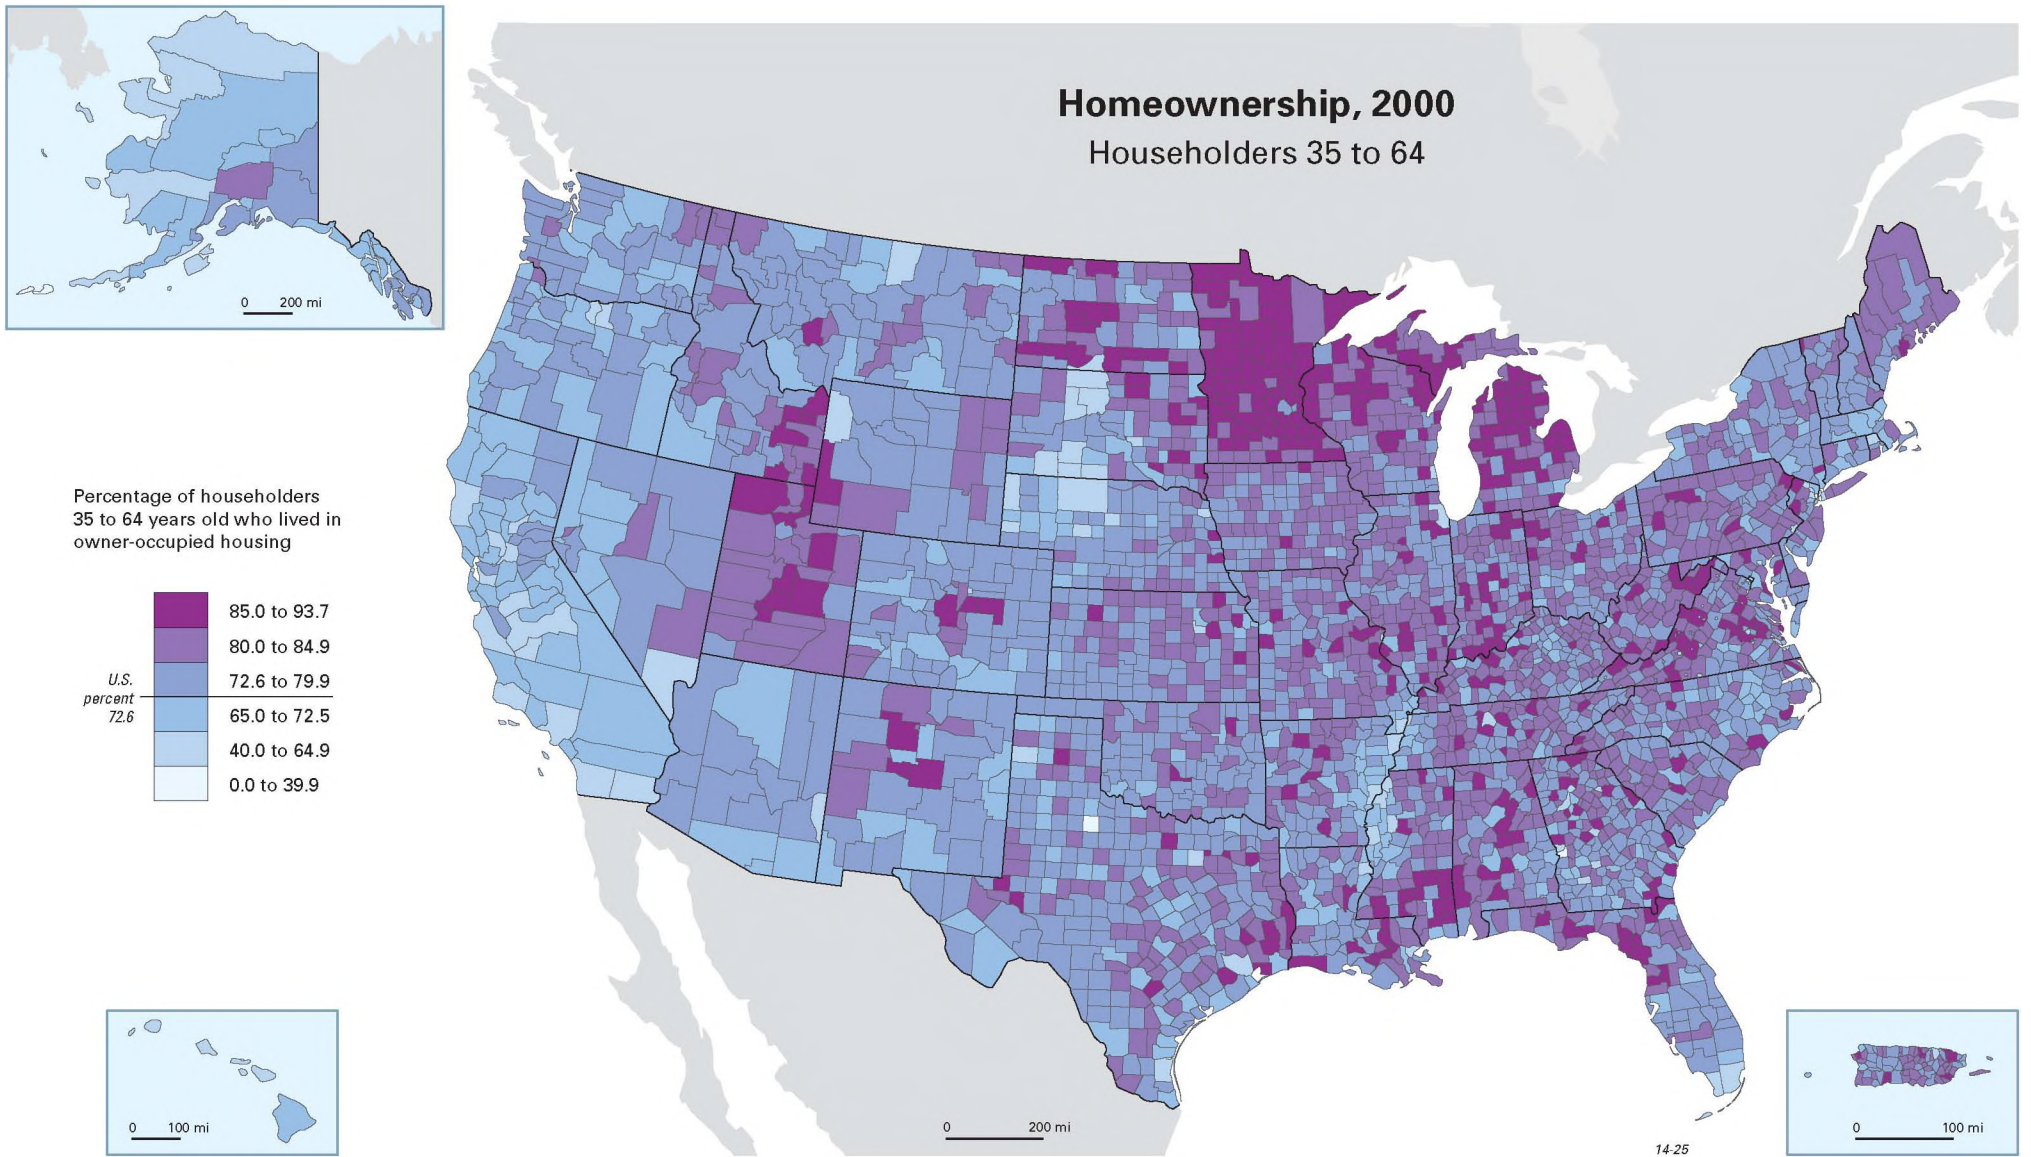 Homeownership, 2000
Householders 35 to 64
0 200 mi
Percentage of householders
35 to 64 years old who lived in
owner-occupied housing
85.0 to 93.7
80.0 to 84.9
72.6 to 79.9
U.S.
percent
72.6
65.0 to 72.5
40.0 to 64.9
0.0 to 39.9
0 100 mi
0 200 mi
0 100 mi
14-25